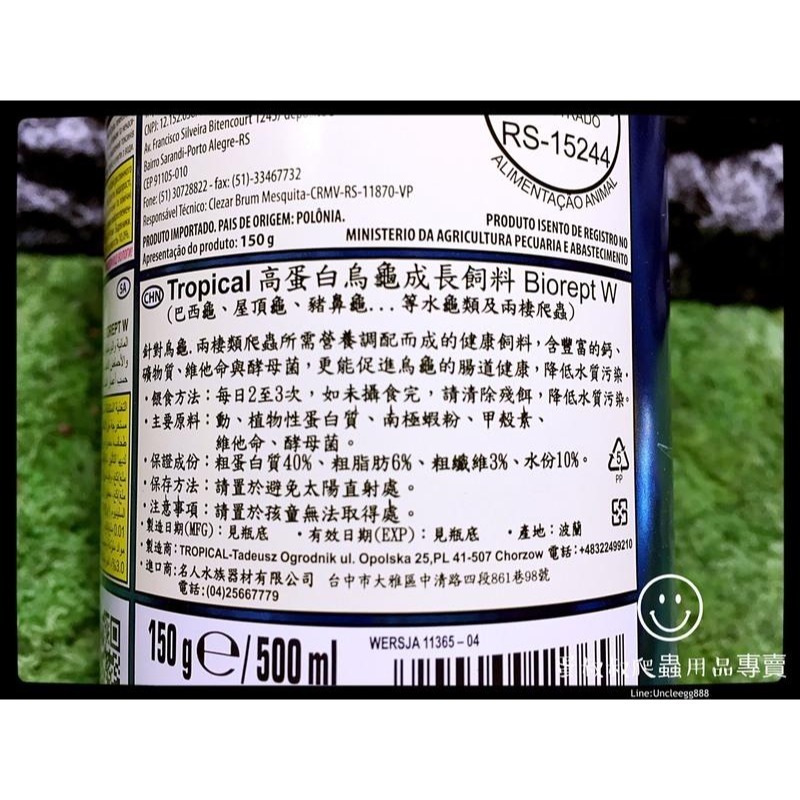 Av. Francisco Silveira Bitencourt
Bairro Sarandi-Porto Alegre-RS
CEP 91105-010
Fone: (51) 30728822 - fax: (51)-33467732
Responsável Técnico: Clezar Brum Mesquita-CRMV-RS-11870-VP
PRODUTO IMPORTADO. PAIS DE ORIGEM: POLÔNIA.
Apresentação do produto: 150 g
RS-15244
ALIMENTAÇÃO ANIMAL
PRODUTO ISENTO DE REGISTRO NO
MINISTERIO DA AGRICULTURA PECUARIA E ABASTECIMENTO
CHN Tropical 高蛋白烏龜成長飼料 Biorept W
(巴西龜、屋頂龜、豬鼻龜...等水龜類及兩棲爬蟲)
針對烏龜.兩棲類爬蟲所需營養調配而成的健康飼料,含豐富的鈣、
礦物質、維他命與酵母菌,更能促進烏龜的腸道健康,降低水質污染.
・餵食方法:每日2至3次,如未攝食完,請清除殘餌,降低水質污染.
・主要原料:動、植物性蛋白質、南極蝦粉、甲殼素、
維他命、酵母菌。
・保證成份:粗蛋白質40%、粗脂肪6%、粗纖維3%、水份10%。
・保存方法:請置於避免太陽直射處。
・注意事項:請置於孩童無法取得處。
・製造日期(MFG):見瓶底 ・有效日期(EXP):見瓶底 ・產地:波蘭
・製造商:TROPICAL-Tadeusz Ogrodnik ul. Opolska 25,PL 41-507 Chorzow 電話:+48322499210
・進口商:名人水族器材有限公司 台中市大雅區中清路四段861巷98號
電話:(04)25667779
5
PP
SA
150 g e / 500 ml
WERSJA 11365-04
爬蟲用品專賣
Line:Uncleegg888